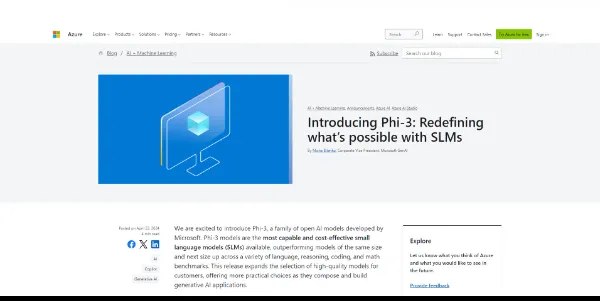 Azure Explore Products Solutions Pricing Partners Resources Search Learn Support Contact Sales Try Azure for free Sign in
Blog / AI + Machine Learning Subscribe Search our blog
AI + Machine Learning, Announcements, Azure AI, Azure AI Studio
Introducing Phi-3: Redefining
what's possible with SLMs
By Misha Bilenko, Corporate Vice President, Microsoft GenAI
Posted on April 23, 2024
4 min read
We are excited to introduce Phi-3, a family of open AI models developed by
Microsoft. Phi-3 models are the most capable and cost-effective small
language models (SLMs) available, outperforming models of the same size
and next size up across a variety of language, reasoning, coding, and math
benchmarks. This release expands the selection of high-quality models for
customers, offering more practical choices as they compose and build
generative AI applications.
AI
Copilot
Generative AI
Explore
Let us know what you think of Azure
and what you would like to see in
the future.
Provide feedback